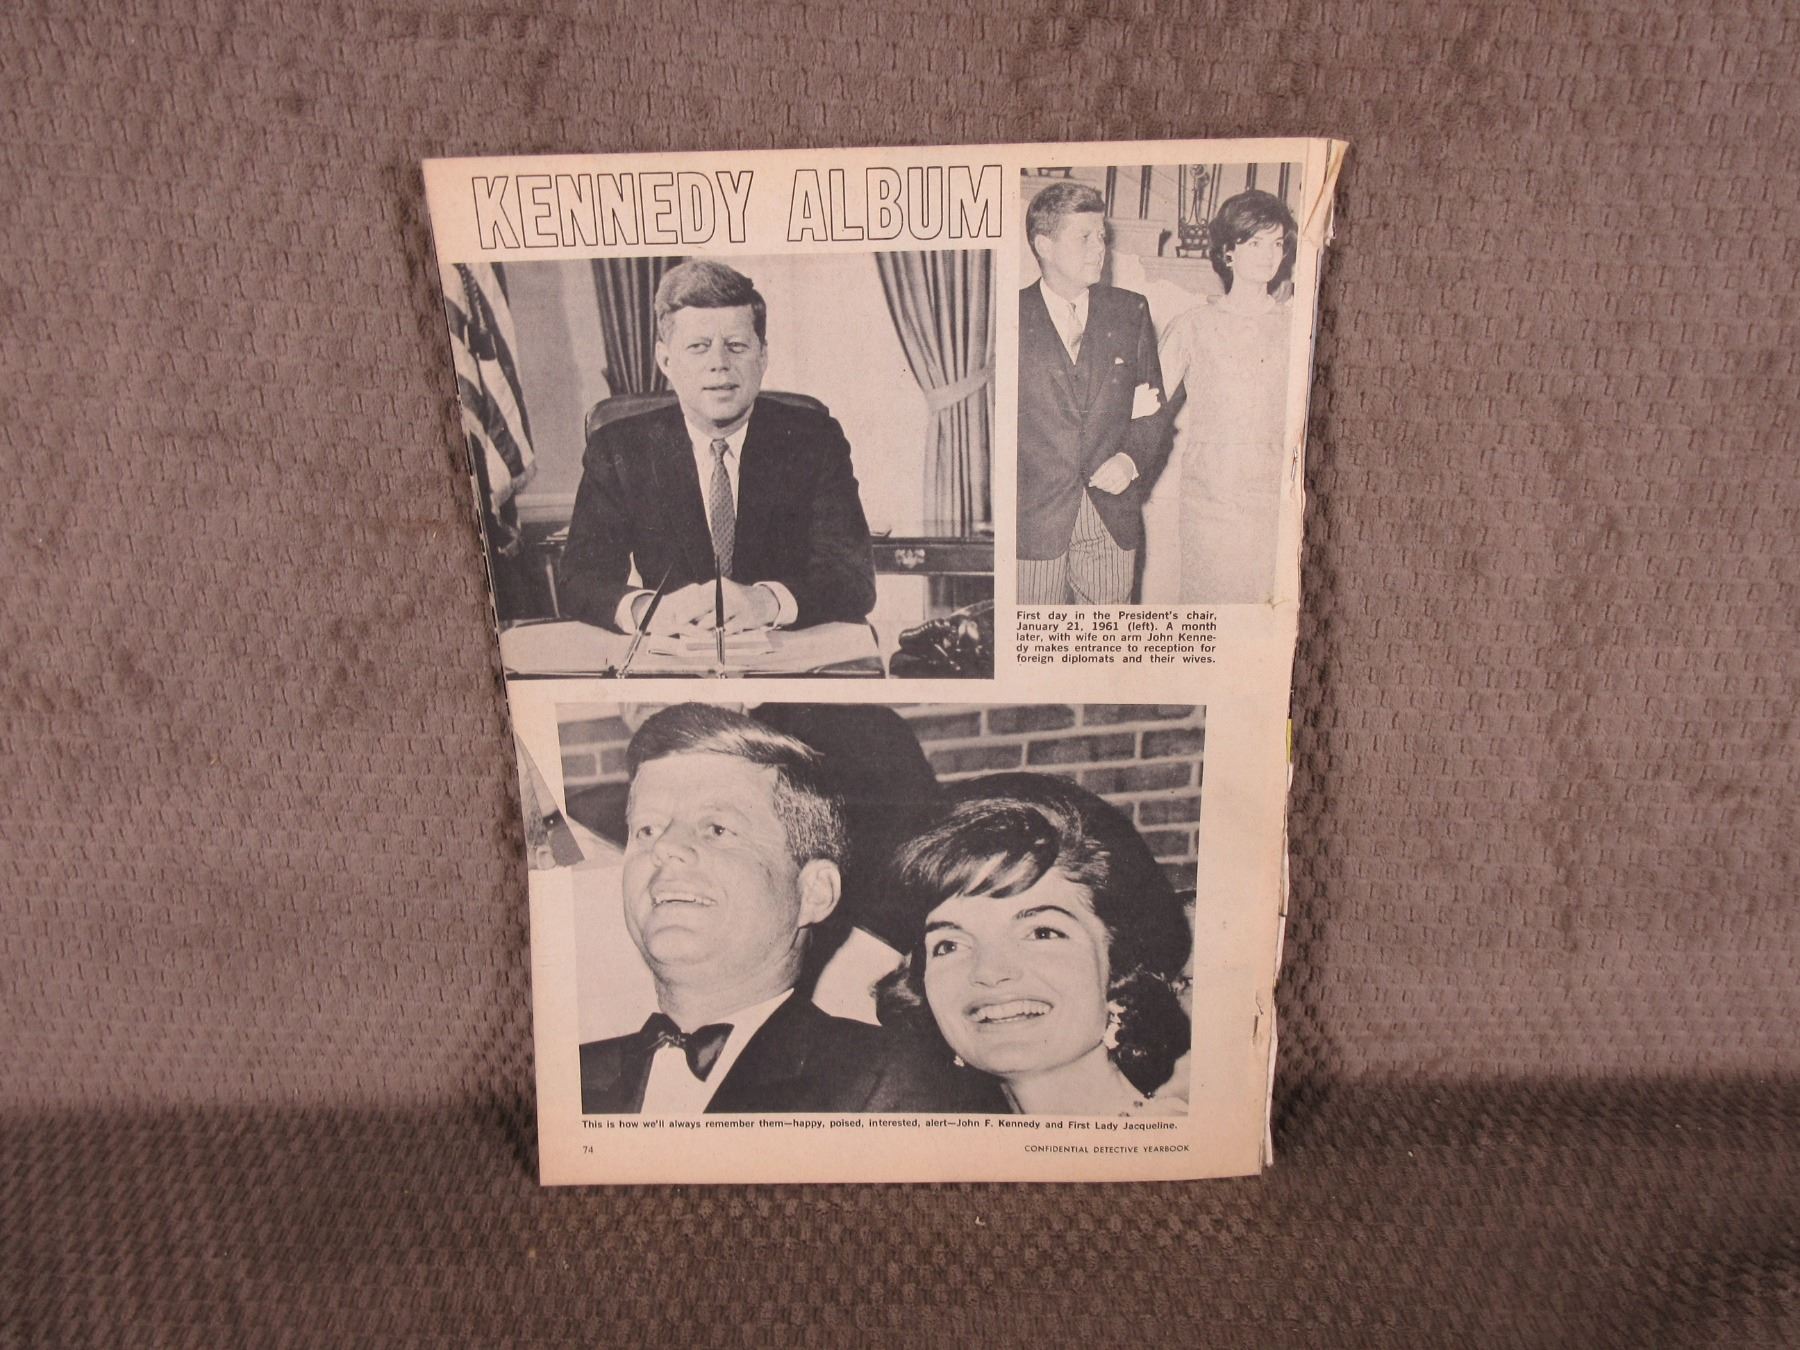 KENNEDY ALBUM
First day in the President's chair,
January 21, 1961 (left). A month
later, with wife on arm John Kenne-
dy makes entrance to reception for
foreign diplomats and their wives.
This is how we'll always remember them—happy, poised, interested, alert—John F. Kennedy and First Lady Jacqueline.
74
CONFIDENTIAL DETECTIVE YEARBOOK